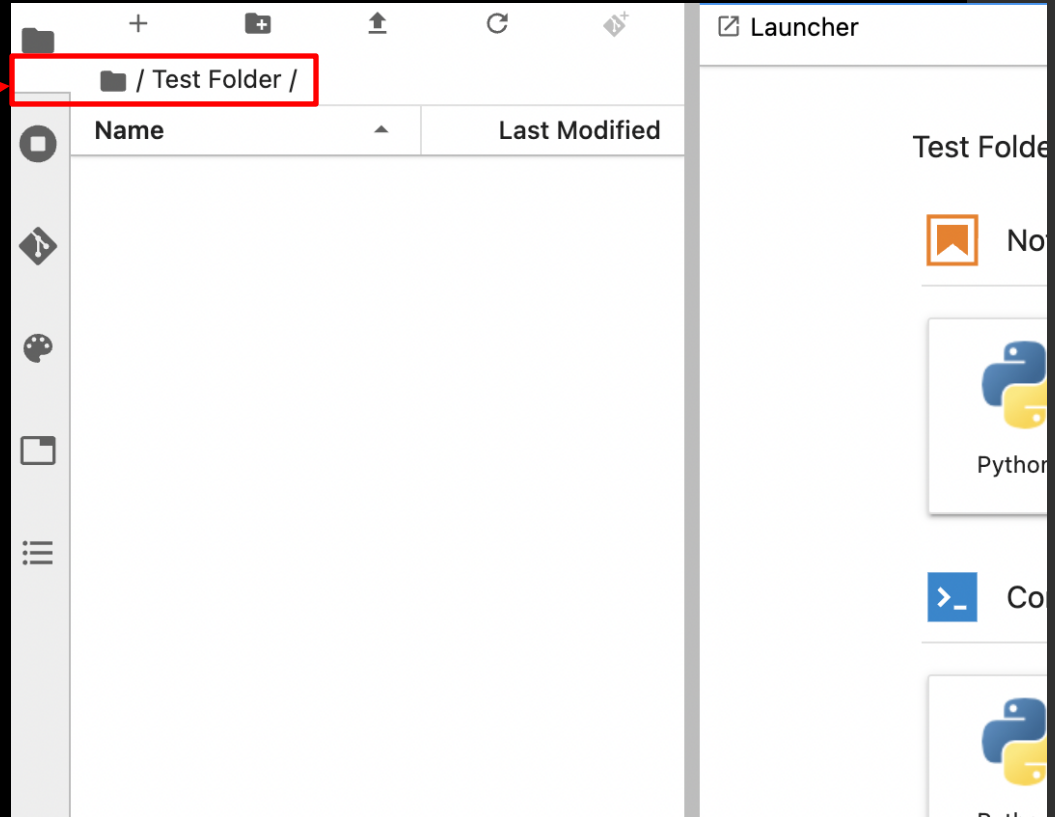 Launcher
/ Test Folder /
Name Last Modified
Test Folde
No
Python
Co